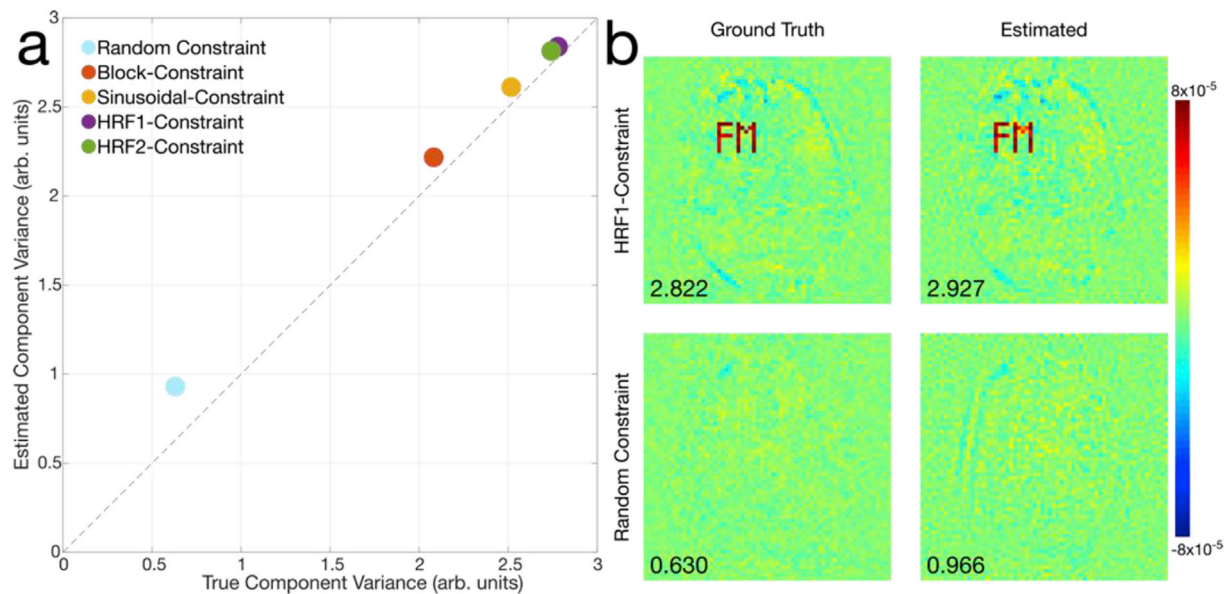 a
3
2.5
2
1.5
1
0.5
0
0
0.5
1
1.5
2
2.5
3
Estimated Component Variance (arb. units)
True Component Variance (arb. units)
Random Constraint
Block-Constraint
Sinusoidal-Constraint
HRF1-Constraint
HRF2-Constraint
b
Ground Truth
Estimated
HRF1-Constraint
FM
2.822
FM
2.927
Random Constraint
0.630
0.966
8x10⁻⁵
-8x10⁻⁵